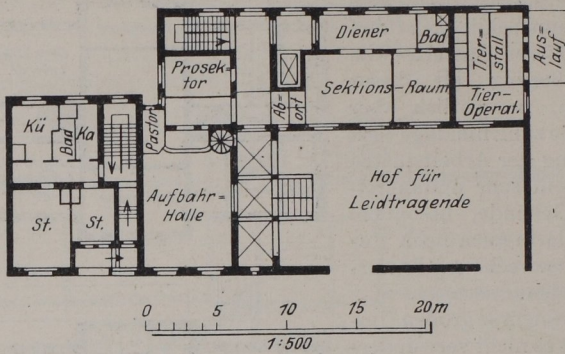 Diener
Bad
Tier=
stall
Aus=
lauf
Prosek=
tor
Sektions-Raum
Ab=
ort
Tier-
Operat.
Kü
Bad
Ka
Pastor
Aufbahr=
Halle
Hof für
Leidtragende
St.
St.
0 5 10 15 20 m
1:500